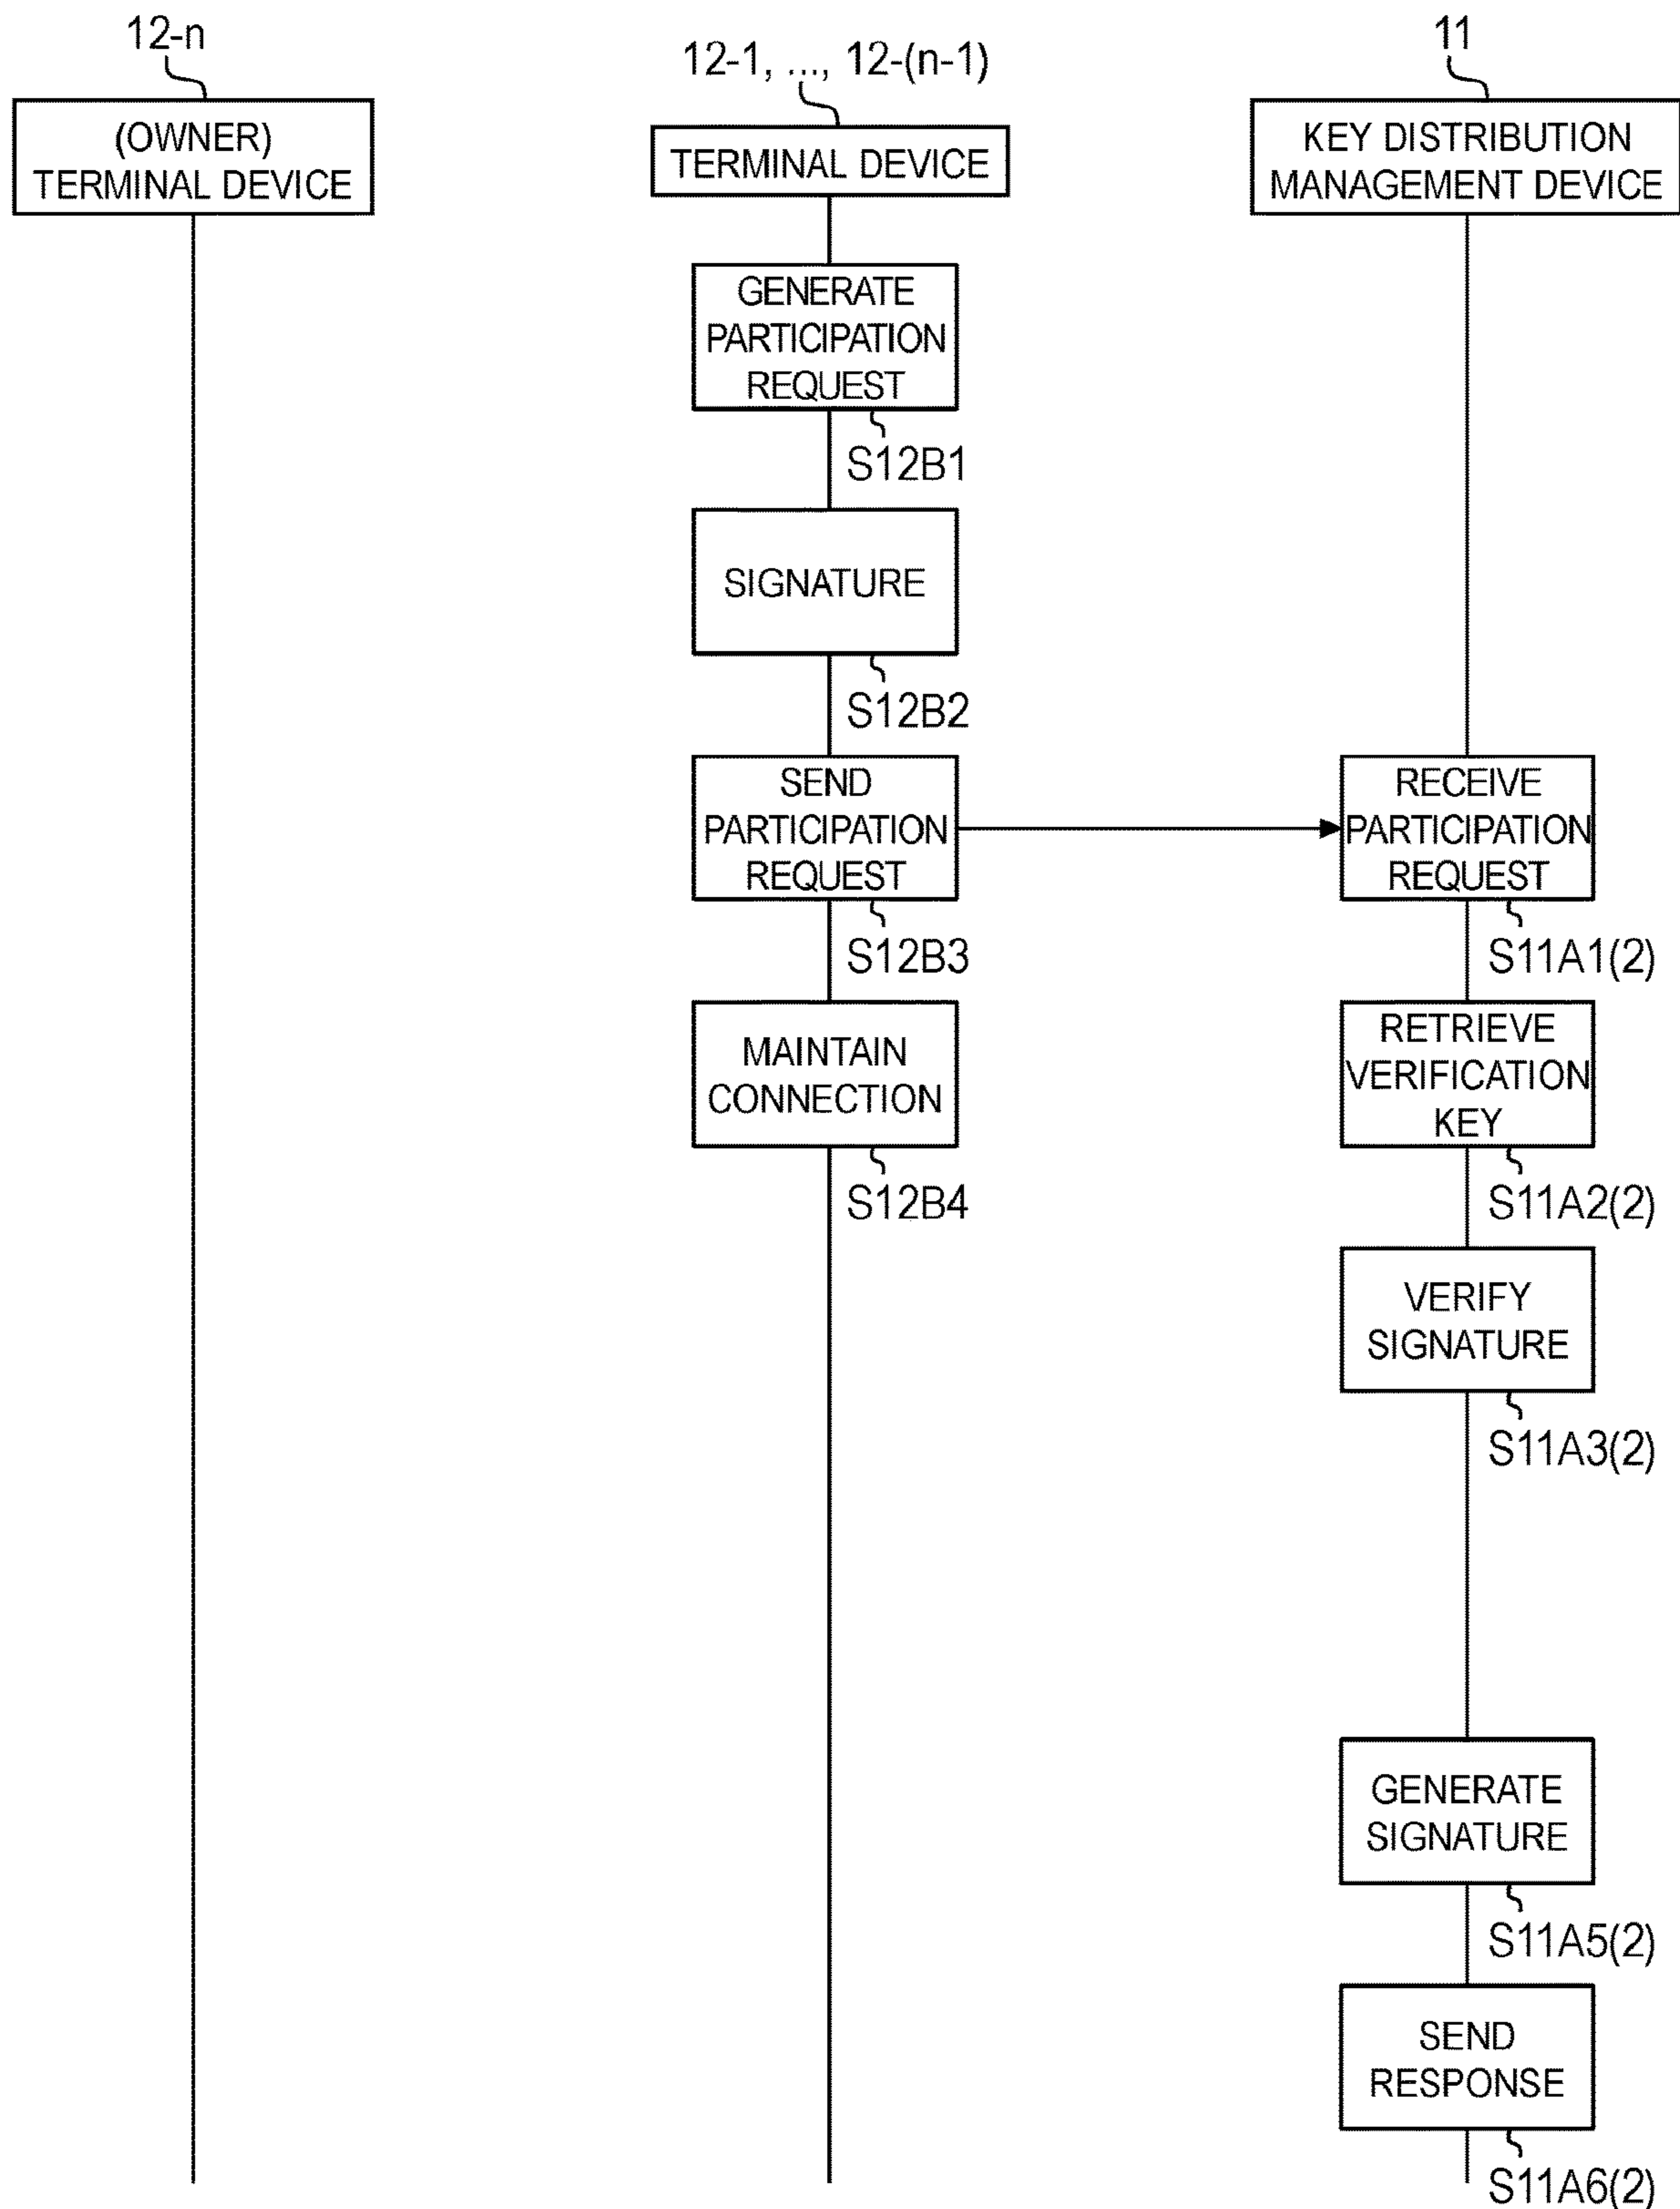 12-n
12-1, ..., 12-(n-1)
11
(OWNER)
TERMINAL DEVICE
TERMINAL DEVICE
KEY DISTRIBUTION
MANAGEMENT DEVICE
GENERATE
PARTICIPATION
REQUEST
S12B1
SIGNATURE
S12B2
SEND
PARTICIPATION
REQUEST
S12B3
RECEIVE
PARTICIPATION
REQUEST
S11A1(2)
MAINTAIN
CONNECTION
S12B4
RETRIEVE
VERIFICATION
KEY
S11A2(2)
VERIFY
SIGNATURE
S11A3(2)
GENERATE
SIGNATURE
S11A5(2)
SEND
RESPONSE
S11A6(2)